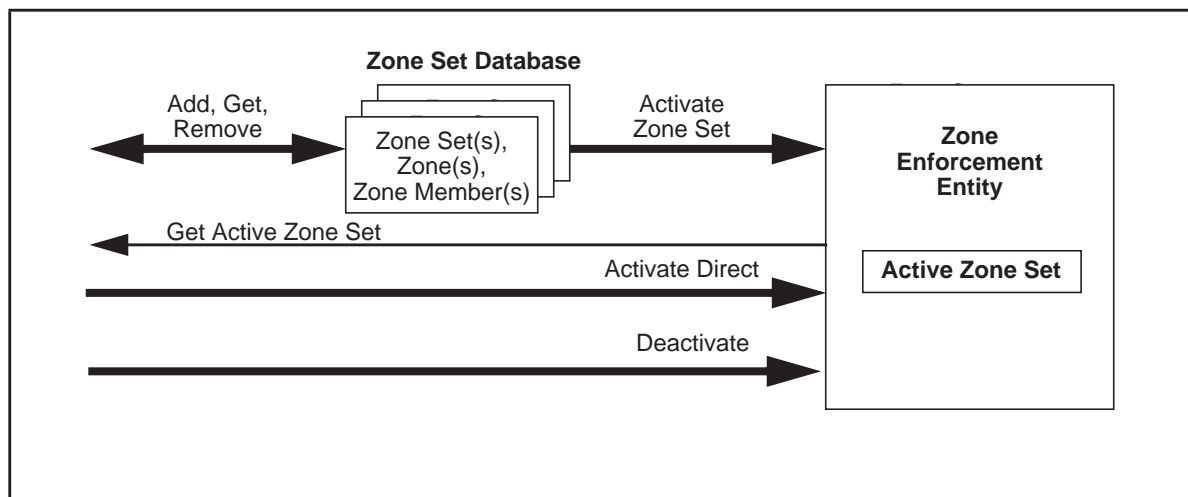 Zone Set Database
Add, Get,
Remove
Zone Set(s),
Zone(s),
Zone Member(s)
Activate
Zone Set
Zone
Enforcement
Entity
Get Active Zone Set
Active Zone Set
Activate Direct
Deactivate